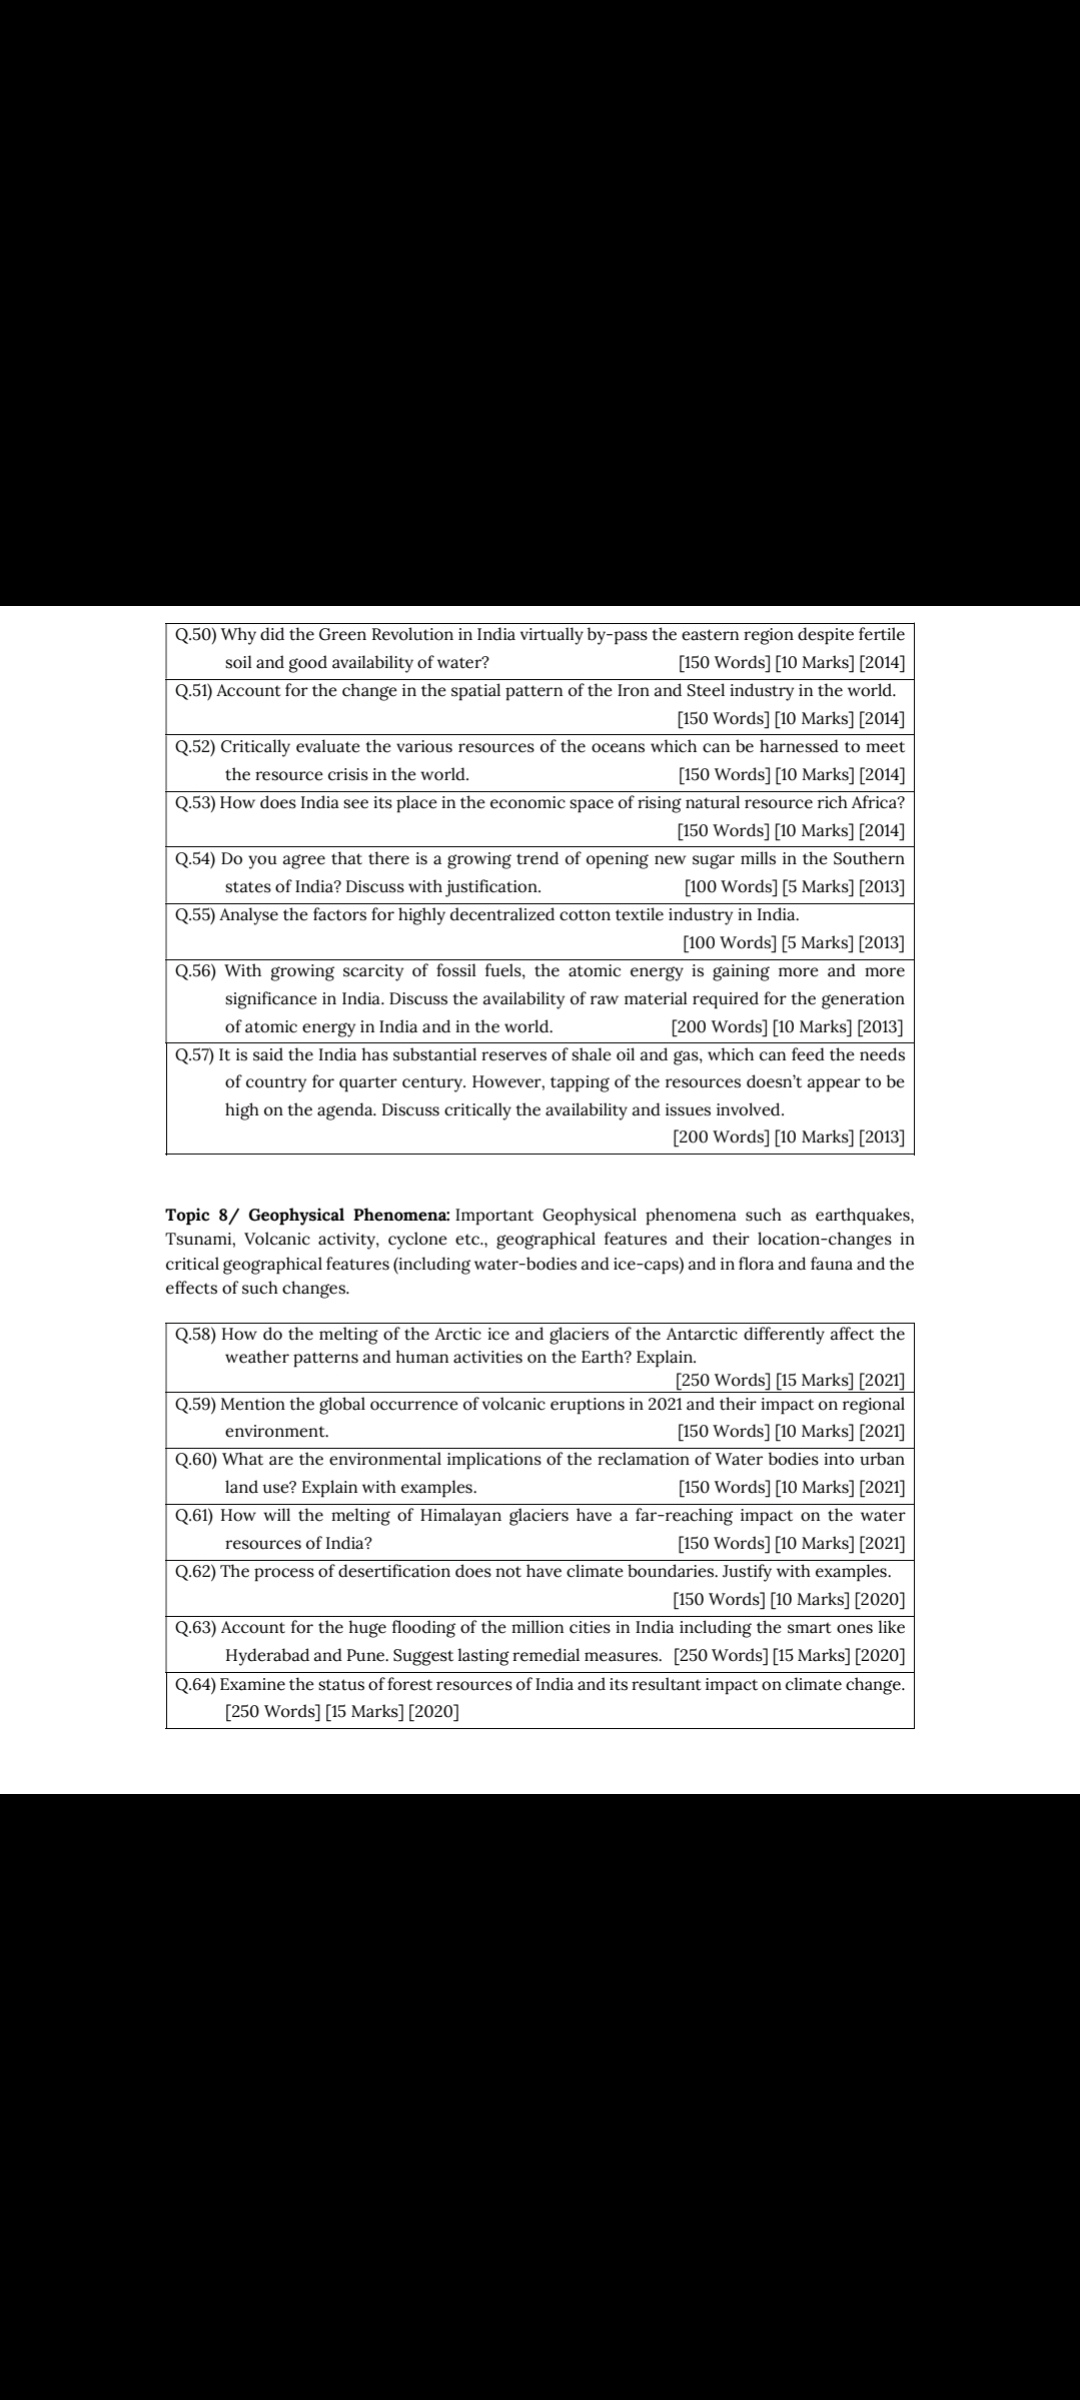 Q.50) Why did the Green Revolution in India virtually by-pass the eastern region despite fertile
soil and good availability of water? [150 Words] [10 Marks] [2014]
Q.51) Account for the change in the spatial pattern of the Iron and Steel industry in the world.
[150 Words] [10 Marks] [2014]
Q.52) Critically evaluate the various resources of the oceans which can be harnessed to meet
the resource crisis in the world. [150 Words] [10 Marks] [2014]
Q.53) How does India see its place in the economic space of rising natural resource rich Africa?
[150 Words] [10 Marks] [2014]
Q.54) Do you agree that there is a growing trend of opening new sugar mills in the Southern
states of India? Discuss with justification. [100 Words] [5 Marks] [2013]
Q.55) Analyse the factors for highly decentralized cotton textile industry in India.
[100 Words] [5 Marks] [2013]
Q.56) With growing scarcity of fossil fuels, the atomic energy is gaining more and more
significance in India. Discuss the availability of raw material required for the generation
of atomic energy in India and in the world. [200 Words] [10 Marks] [2013]
Q.57) It is said the India has substantial reserves of shale oil and gas, which can feed the needs
of country for quarter century. However, tapping of the resources doesn't appear to be
high on the agenda. Discuss critically the availability and issues involved.
[200 Words] [10 Marks] [2013]
Topic 8/ Geophysical Phenomena: Important Geophysical phenomena such as earthquakes,
Tsunami, Volcanic activity, cyclone etc., geographical features and their location-changes in
critical geographical features (including water-bodies and ice-caps) and in flora and fauna and the
effects of such changes.
Q.58) How do the melting of the Arctic ice and glaciers of the Antarctic differently affect the
weather patterns and human activities on the Earth? Explain.
[250 Words] [15 Marks] [2021]
Q.59) Mention the global occurrence of volcanic eruptions in 2021 and their impact on regional
environment. [150 Words] [10 Marks] [2021]
Q.60) What are the environmental implications of the reclamation of Water bodies into urban
land use? Explain with examples. [150 Words] [10 Marks] [2021]
Q.61) How will the melting of Himalayan glaciers have a far-reaching impact on the water
resources of India? [150 Words] [10 Marks] [2021]
Q.62) The process of desertification does not have climate boundaries. Justify with examples.
[150 Words] [10 Marks] [2020]
Q.63) Account for the huge flooding of the million cities in India including the smart ones like
Hyderabad and Pune. Suggest lasting remedial measures. [250 Words] [15 Marks] [2020]
Q.64) Examine the status of forest resources of India and its resultant impact on climate change.
[250 Words] [15 Marks] [2020]